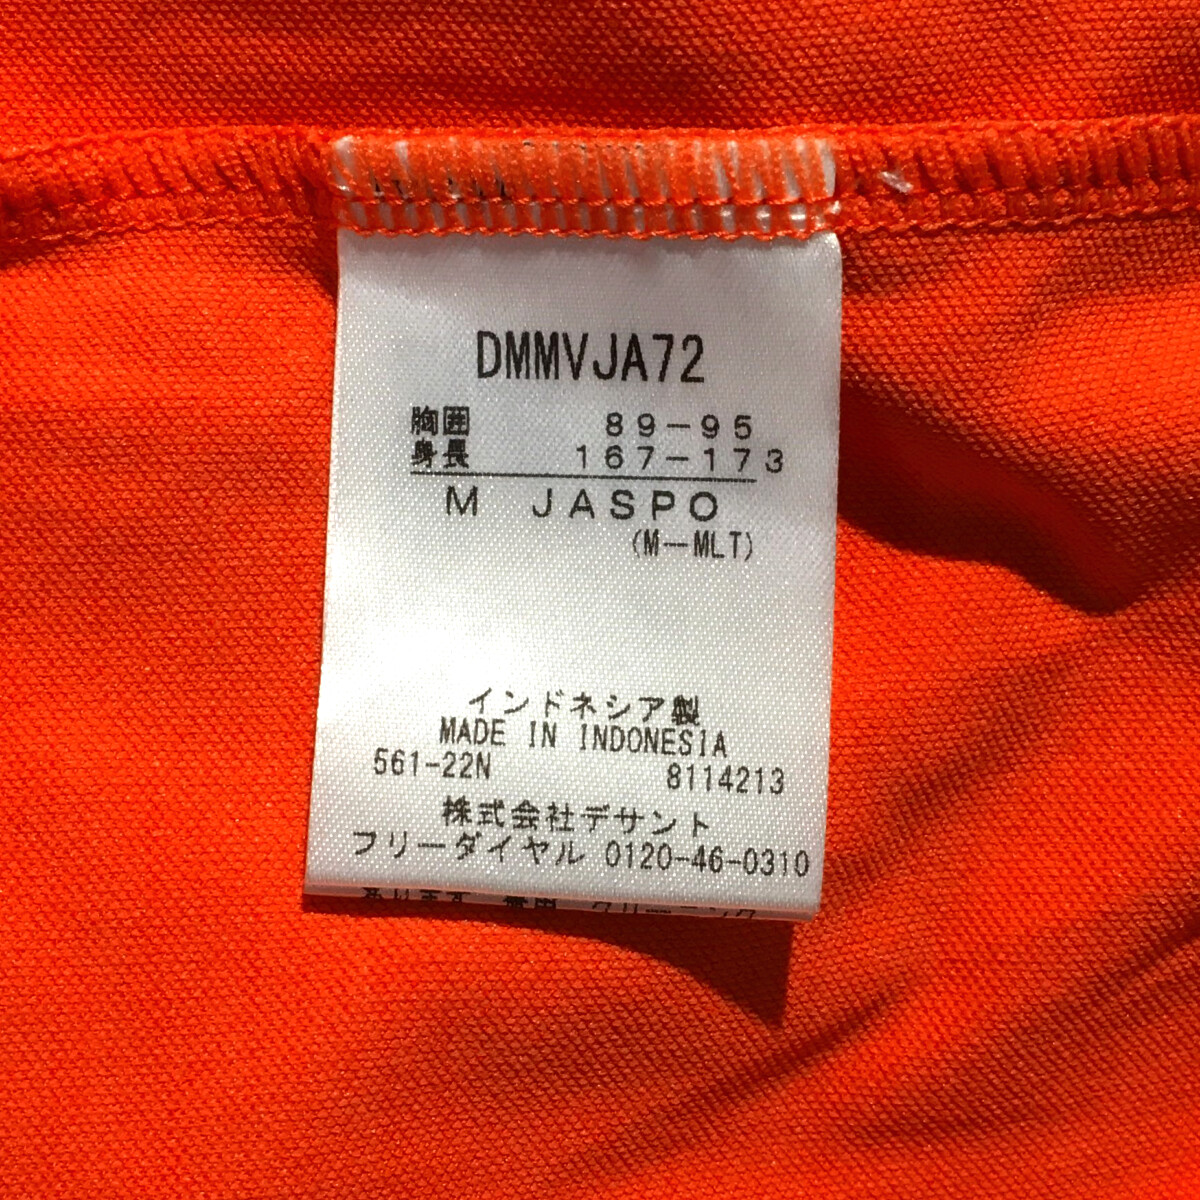 DMMVJA72
胸囲 89-95
身長 167-173
M JASPO
(M-MLT)
インドネシア製
MADE IN INDONESIA
561-22N 8114213
株式会社デサント
フリーダイヤル 0120-46-0310